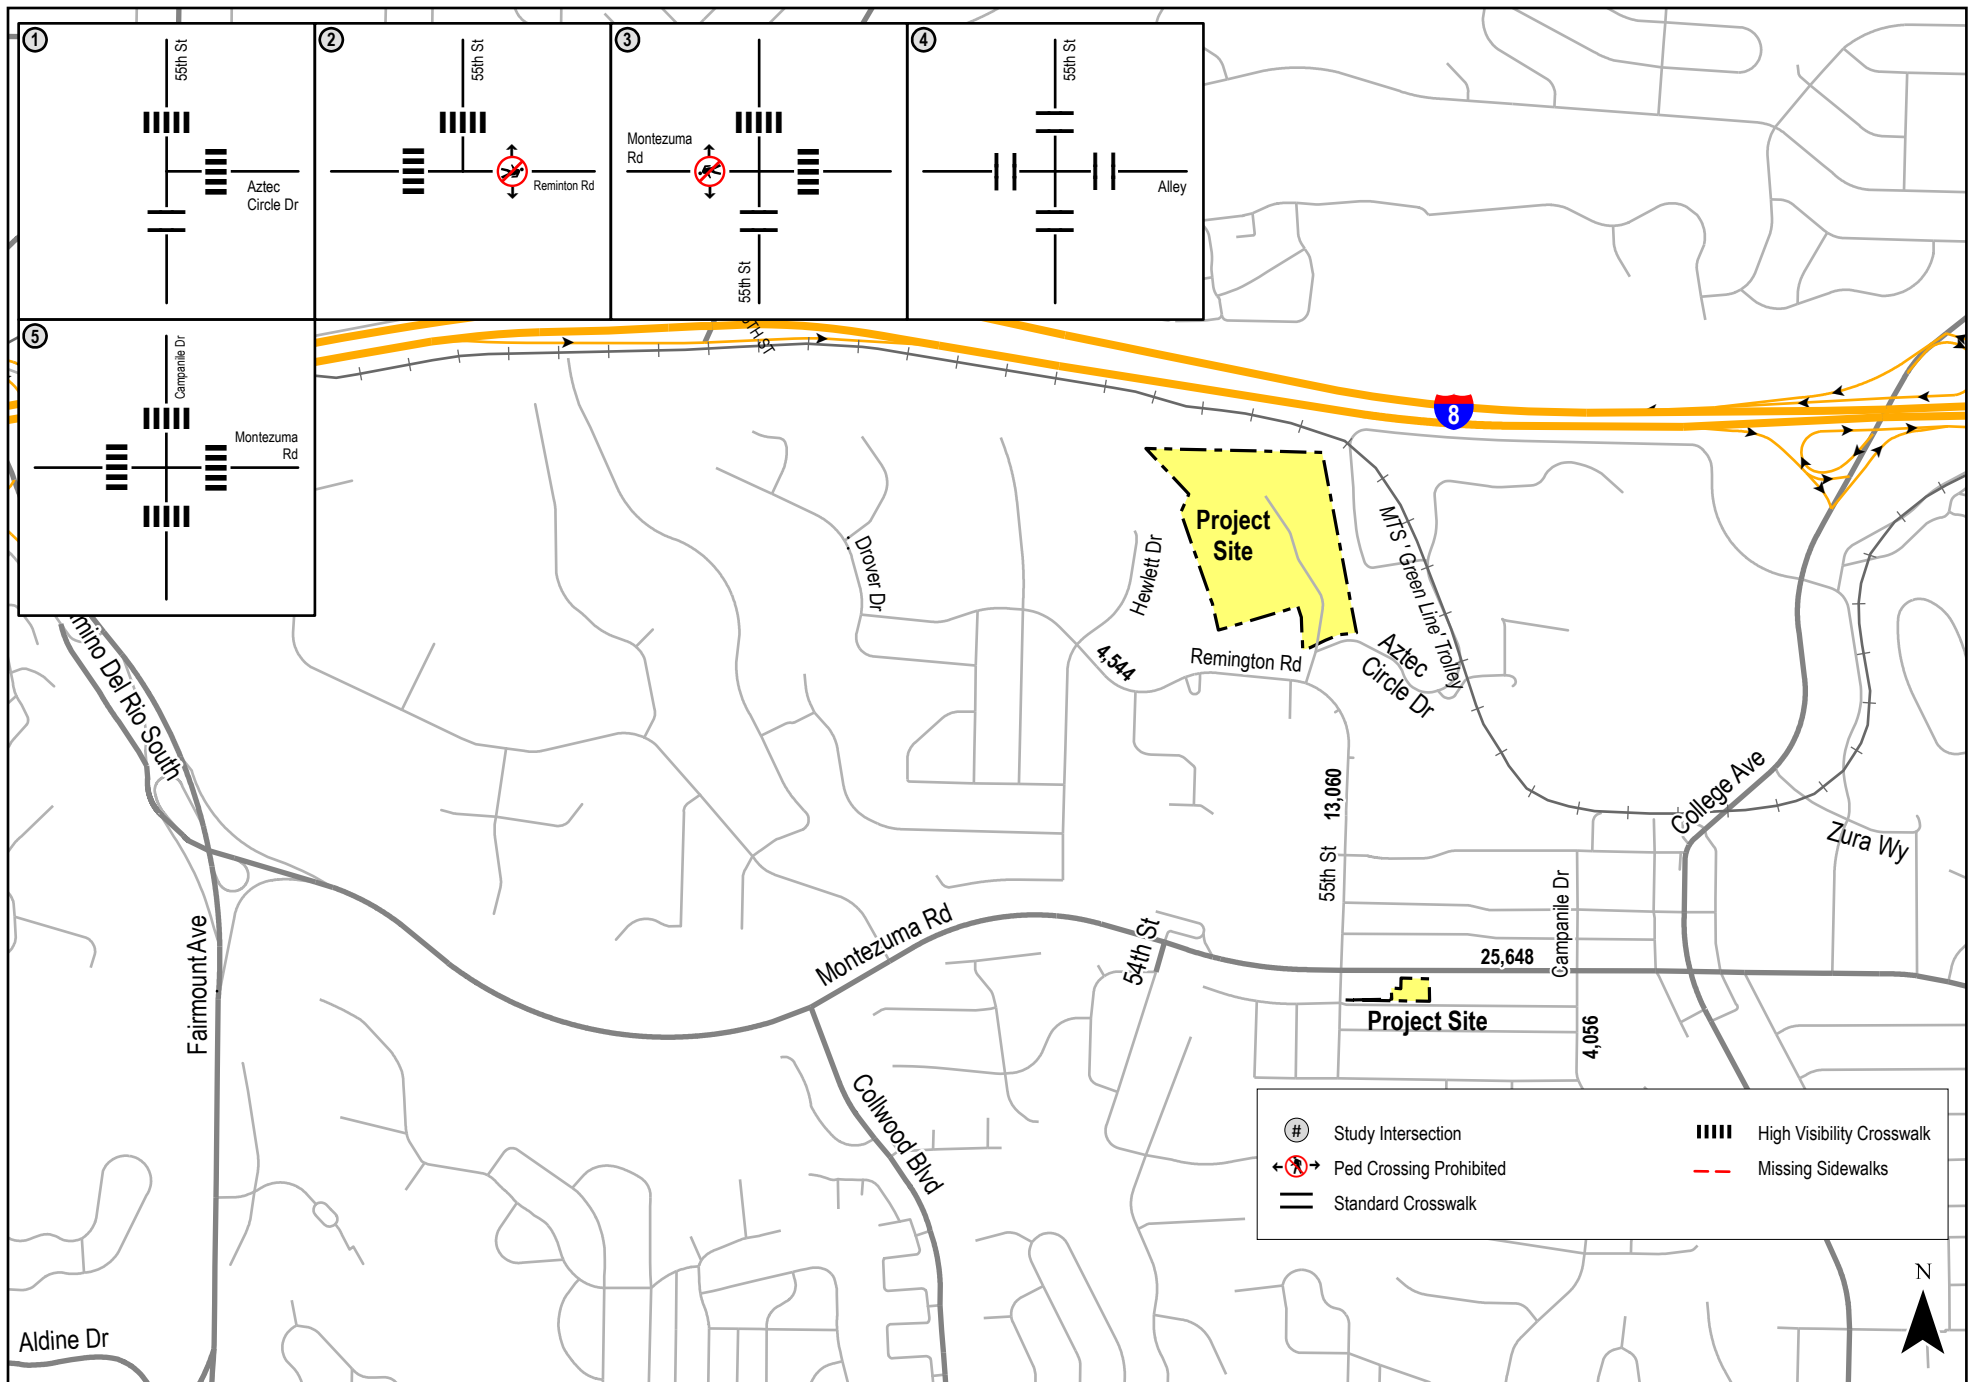 1
55th St
Aztec
Circle Dr
2
55th St
Reminton Rd
3
Montezuma
Rd
55th St
4
55th St
Alley
5
Campanile Dr
Montezuma
Rd
8
Project
Site
Hewlett Dr
Drover Dr
MTS 'Green Line' Trolley
4,544
Remington Rd
Aztec
Circle Dr
mino Del Rio South
13,060
College Ave
Zura Wy
55th St
Campanile Dr
Fairmount Ave
Montezuma Rd
54th St
25,648
Project Site
4,056
Collwood Blvd
# Study Intersection
Ped Crossing Prohibited
Standard Crosswalk
High Visibility Crosswalk
Missing Sidewalks
N
Aldine Dr